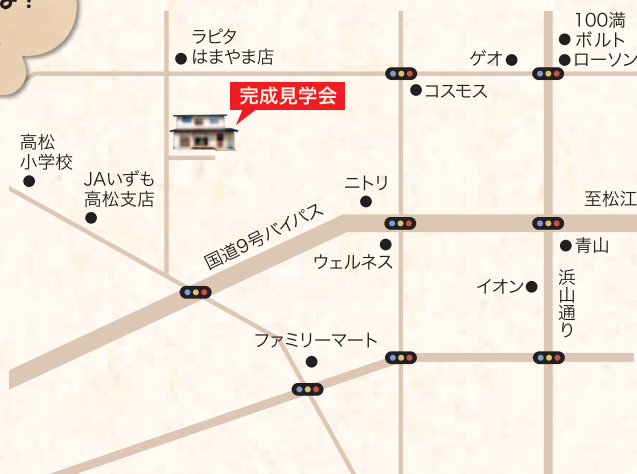 100満
ボルト
ローソン
ラピタ
はまやま店
ゲオ
コスモス
完成見学会
高松
小学校
JAいずも
高松支店
ニトリ
至松江
国道9号バイパス
青山
ウェルネス
イオン
浜山通り
ファミリーマート